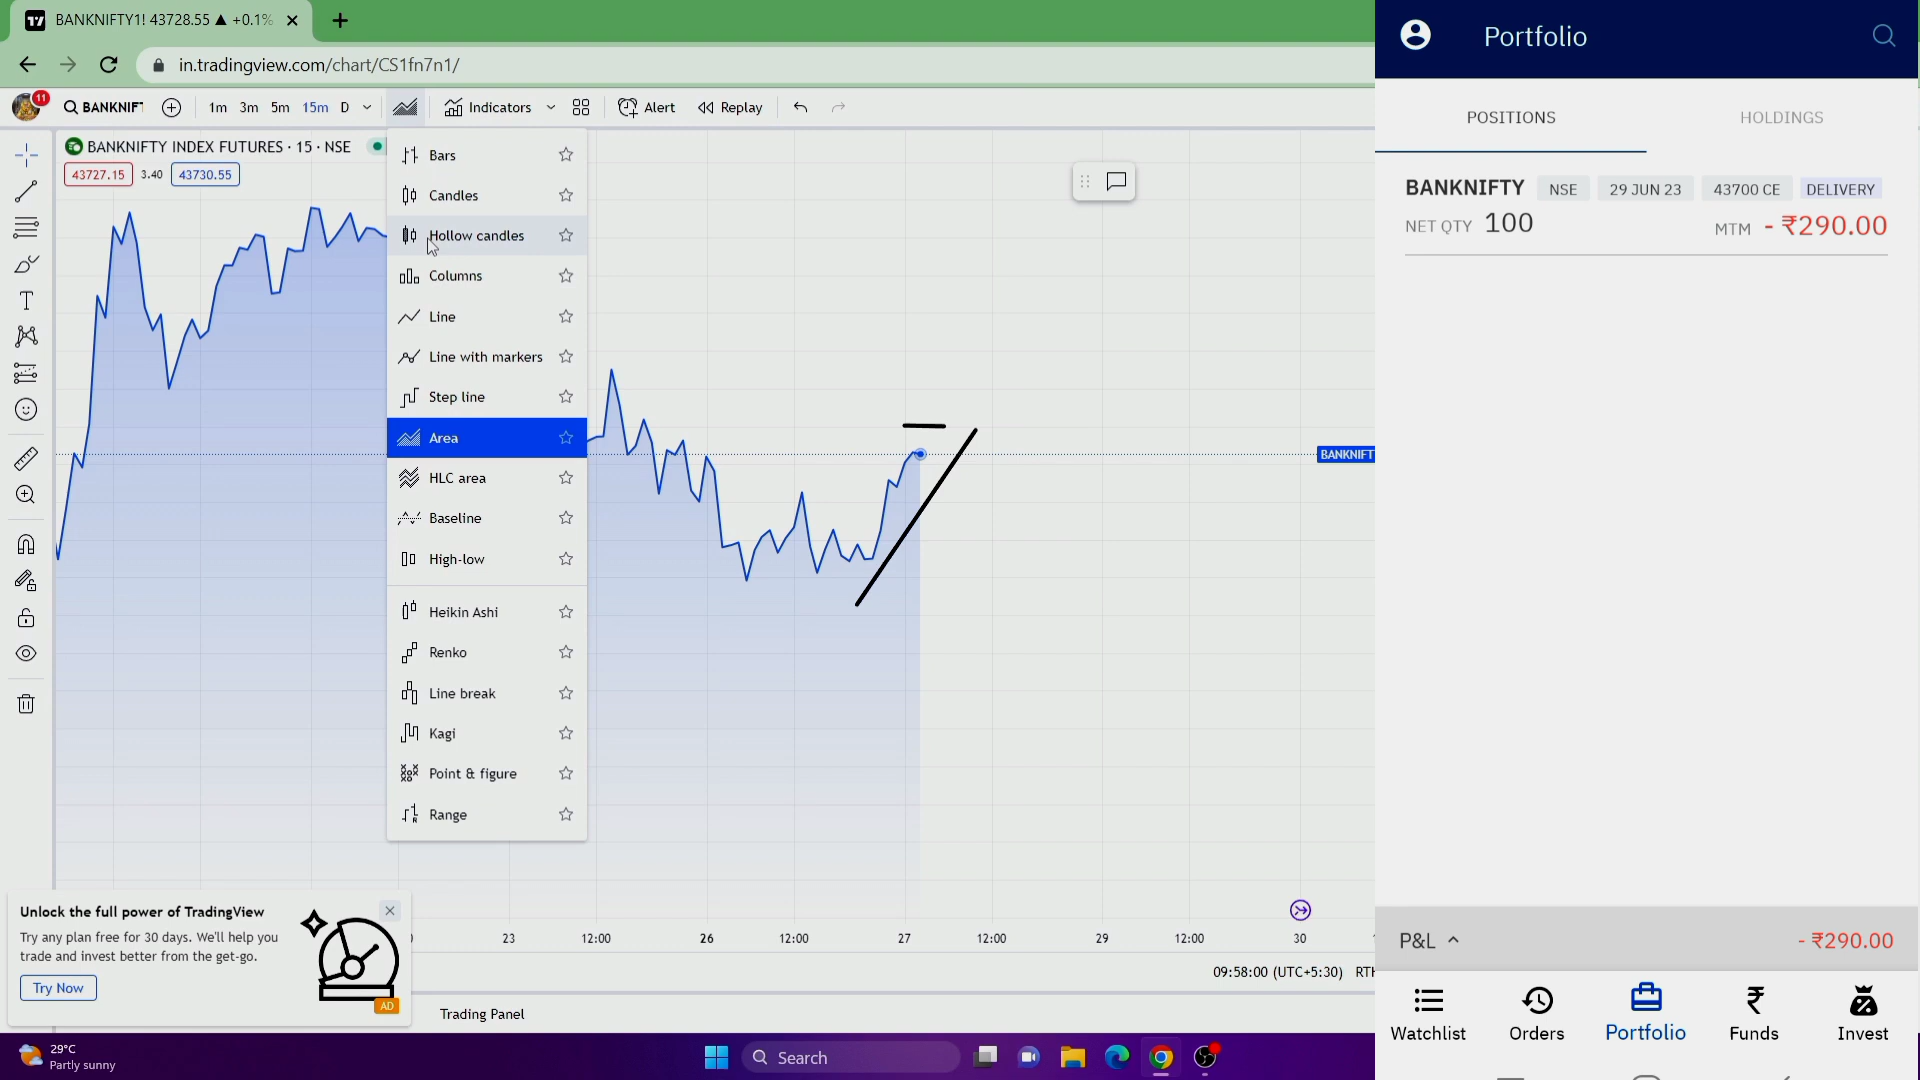 BANKNIFTY1! 43728.55 ▲ +0.1%
in.tradingview.com/chart/CS1fn7n1/
11
BANKNIF
1m 3m 5m 15m D
Indicators
Alert
Replay
BANKNIFTY INDEX FUTURES · 15 · NSE
43727.15 3.40 43730.55
Bars
Candles
Hollow candles
Columns
Line
Line with markers
Step line
Area
HLC area
Baseline
High-low
Heikin Ashi
Renko
Line break
Kagi
Point & figure
Range
BANKNIFT
23 12:00 26 12:00 27 12:00 29 12:00 30
09:58:00 (UTC+5:30) RTH
Unlock the full power of TradingView
Try any plan free for 30 days. We'll help you
trade and invest better from the get-go.
Try Now
AD
Trading Panel
29°C
Partly sunny
Search
Portfolio
POSITIONS HOLDINGS
BANKNIFTY NSE 29 JUN 23 43700 CE DELIVERY
NET QTY 100 MTM - ₹290.00
P&L - ₹290.00
Watchlist Orders Portfolio Funds Invest